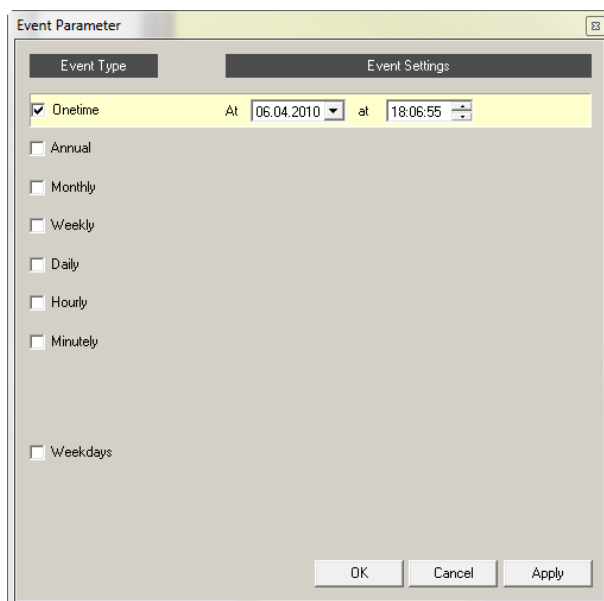 Event Parameter
Event Type Event Settings
Onetime At 06.04.2010 at 18:06:55
Annual
Monthly
Weekly
Daily
Hourly
Minutely
Weekdays
OK Cancel Apply